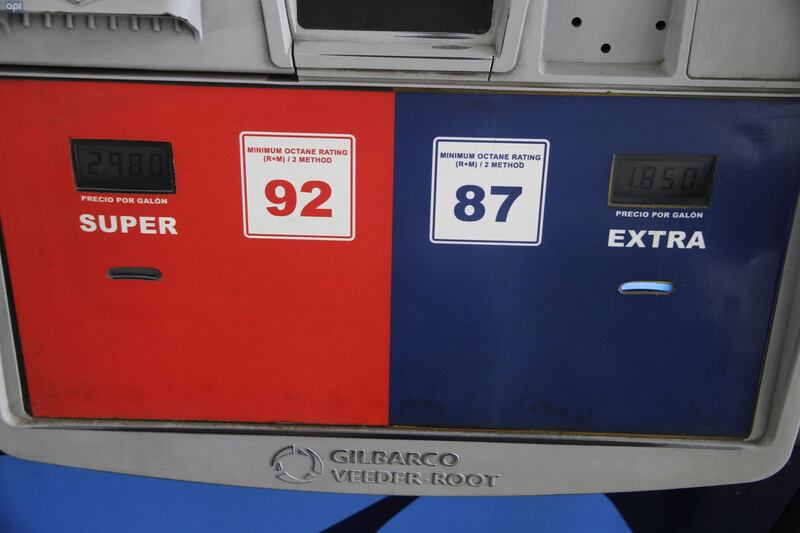 api
2.980
PRECIO POR GALÓN
SUPER
MINIMUM OCTANE RATING
(R+M) / 2 METHOD
92
MINIMUM OCTANE RATING
(R+M) / 2 METHOD
87
1.850
PRECIO POR GALÓN
EXTRA
GILBARCO
VEEDER-ROOT